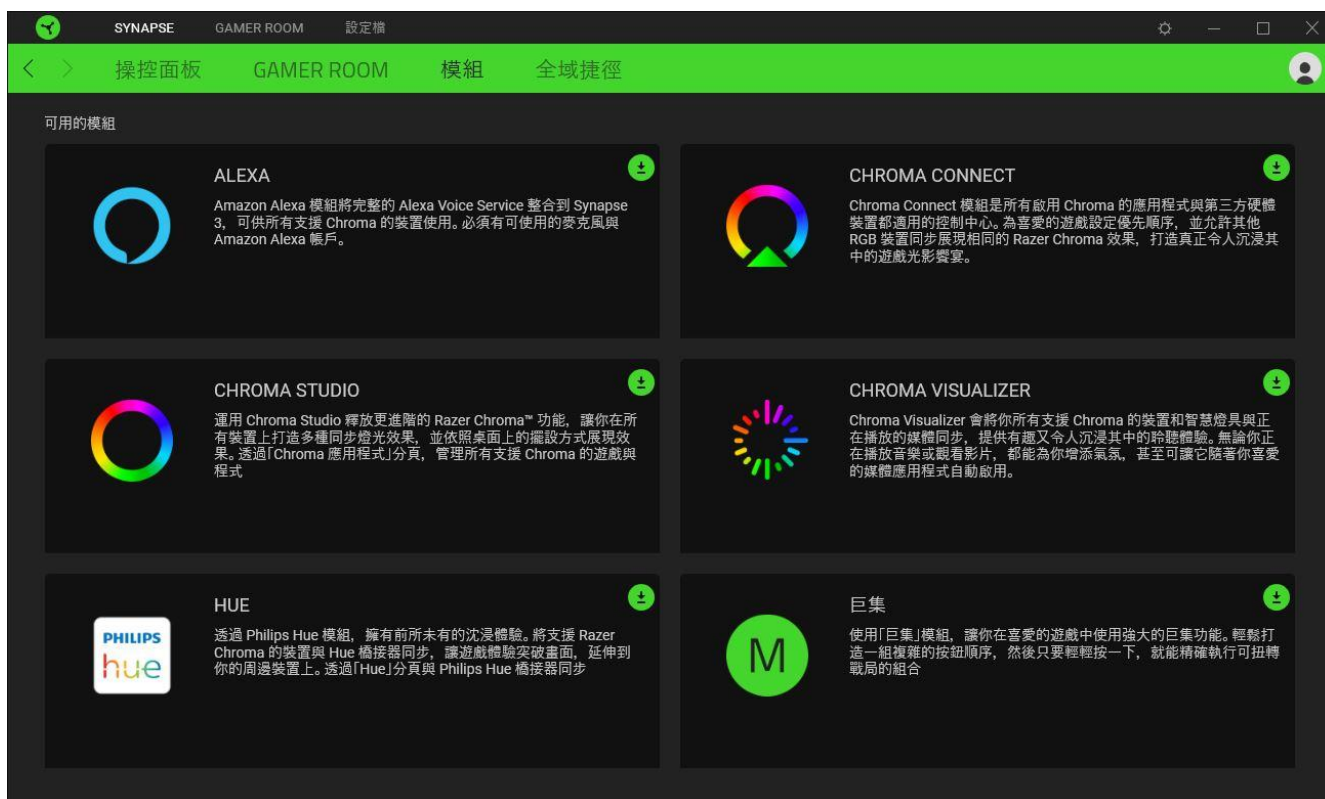 SYNAPSE GAMER ROOM 設定檔
操控面板 GAMER ROOM 模組 全域捷徑
可用的模組
ALEXA
Amazon Alexa 模組將完整的 Alexa Voice Service 整合到 Synapse
3，可供所有支援 Chroma 的裝置使用。必須有可使用的麥克風與
Amazon Alexa 帳戶。
CHROMA CONNECT
Chroma Connect 模組是所有啟用 Chroma 的應用程式與第三方硬體
裝置都適用的控制中心。為喜愛的遊戲設定優先順序，並允許其他
RGB 裝置同步展現相同的 Razer Chroma 效果，打造真正令人沉浸其
中的遊戲光影饗宴。
CHROMA STUDIO
運用 Chroma Studio 釋放更進階的 Razer Chroma™ 功能，讓你在所
有裝置上打造多種同步燈光效果，並依照桌面上的擺設方式展現效
果。透過「Chroma 應用程式」分頁，管理所有支援 Chroma 的遊戲與
程式
CHROMA VISUALIZER
Chroma Visualizer 會將你所有支援 Chroma 的裝置和智慧燈具與正
在播放的媒體同步，提供有趣又令人沉浸其中的聆聽體驗。無論你正
在播放音樂或觀看影片，都能為你增添氣氛，甚至可讓它隨著你喜愛
的媒體應用程式自動啟用。
PHILIPS
hue
HUE
透過 Philips Hue 模組，擁有前所未有的沈浸體驗。將支援 Razer
Chroma 的裝置與 Hue 橋接器同步，讓遊戲體驗突破畫面，延伸到
你的周邊裝置上。透過「Hue」分頁與 Philips Hue 橋接器同步
M
巨集
使用「巨集」模組，讓你在喜愛的遊戲中使用強大的巨集功能。輕鬆打
造一組複雜的按鈕順序，然後只要輕輕按一下，就能精確執行可扭轉
戰局的組合